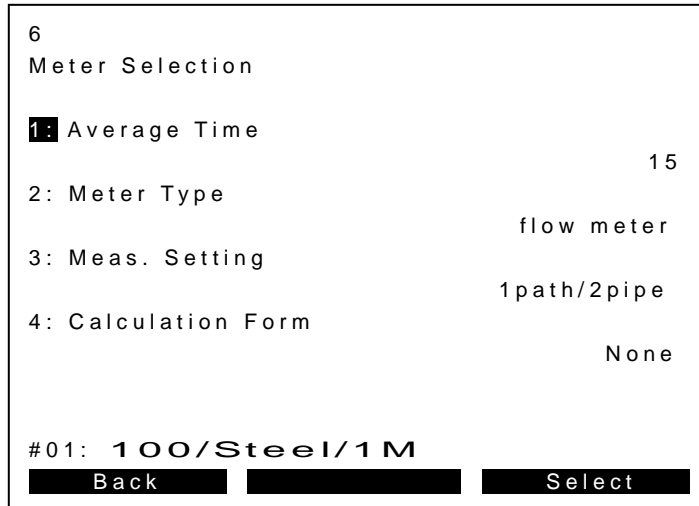 6
Meter Selection
1: Average Time
15
2: Meter Type
flow meter
3: Meas. Setting
1path/2pipe
4: Calculation Form
None
#01: 100/Steel/1M
Back Select